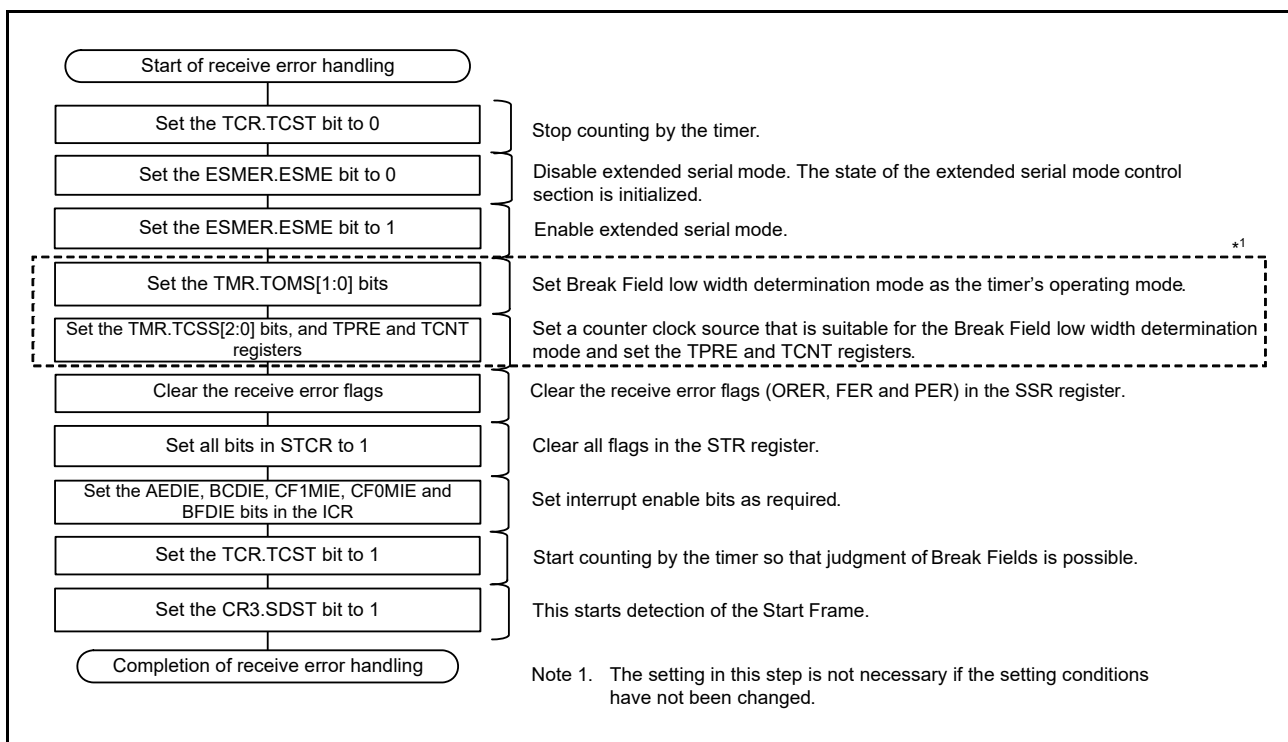 Start of receive error handling
Set the TCR.TCST bit to 0
Stop counting by the timer.
Set the ESMER.ESME bit to 0
Disable extended serial mode. The state of the extended serial mode control
section is initialized.
Set the ESMER.ESME bit to 1
Enable extended serial mode.
*1
Set the TMR.TOMS[1:0] bits
Set Break Field low width determination mode as the timer’s operating mode.
Set the TMR.TCSS[2:0] bits, and TPRE and TCNT
registers
Set a counter clock source that is suitable for the Break Field low width determination
mode and set the TPRE and TCNT registers.
Clear the receive error flags
Clear the receive error flags (ORER, FER and PER) in the SSR register.
Set all bits in STCR to 1
Clear all flags in the STR register.
Set the AEDIE, BCDIE, CF1MIE, CF0MIE and
BFDIE bits in the ICR
Set interrupt enable bits as required.
Set the TCR.TCST bit to 1
Start counting by the timer so that judgment of Break Fields is possible.
Set the CR3.SDST bit to 1
This starts detection of the Start Frame.
Completion of receive error handling
Note 1. The setting in this step is not necessary if the setting conditions
have not been changed.